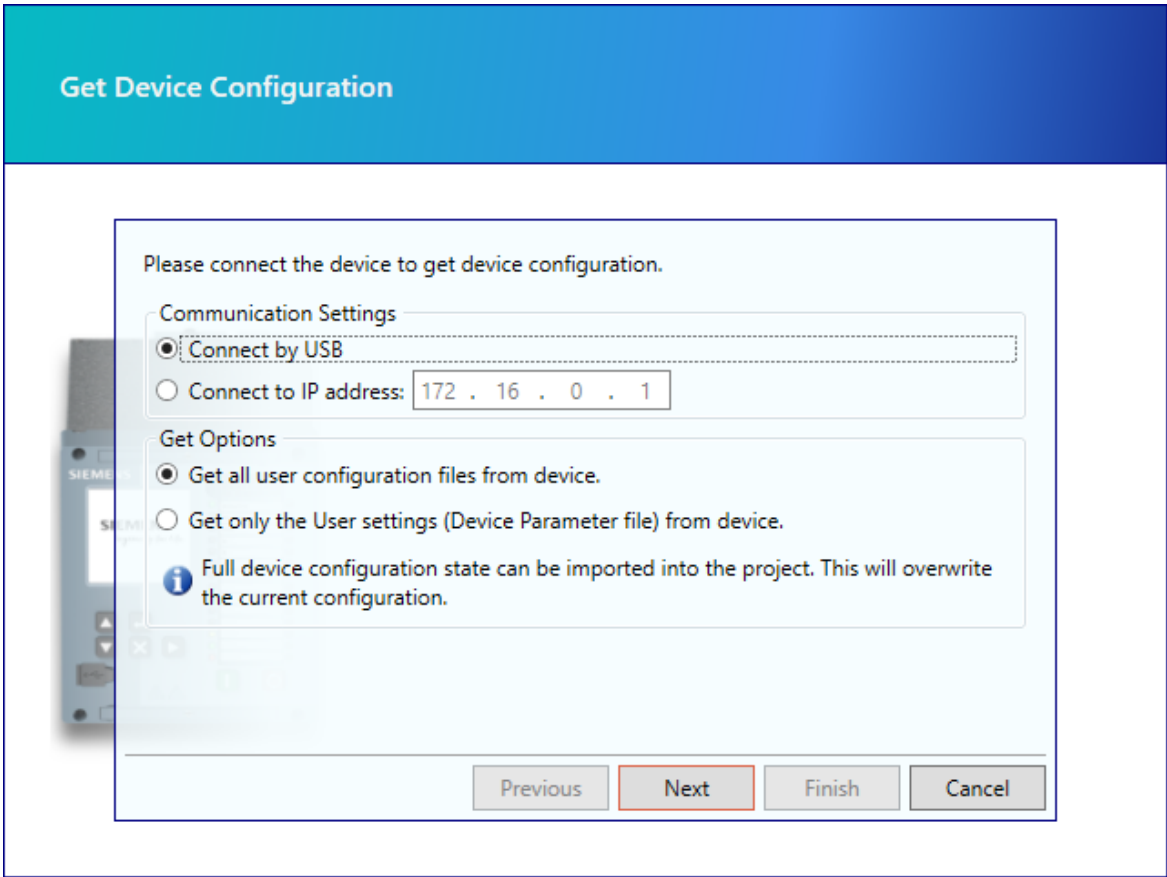 Get Device Configuration
Please connect the device to get device configuration.
Communication Settings
Connect by USB
Connect to IP address: 172 . 16 . 0 . 1
Get Options
SIEME
Get all user configuration files from device.
Get only the User settings (Device Parameter file) from device.
Full device configuration state can be imported into the project. This will overwrite
the current configuration.
Previous Next Finish Cancel